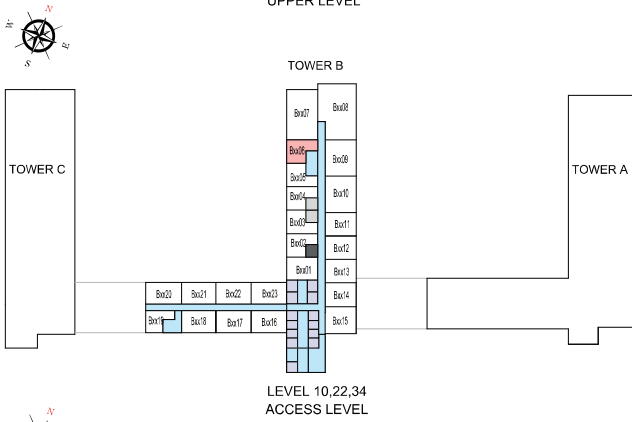 UPPER LEVEL
N
W
E
S
TOWER B
Bxx07
Bxx08
TOWER C
TOWER A
Bxx06
Bxx09
Bxx05
Bxx04
Bxx10
Bxx03
Bxx11
Bxx02
Bxx12
Bxx01
Bxx13
Bxx20
Bxx21
Bxx22
Bxx23
Bxx14
Bxx19
Bxx18
Bxx17
Bxx16
Bxx15
LEVEL 10,22,34
ACCESS LEVEL
N